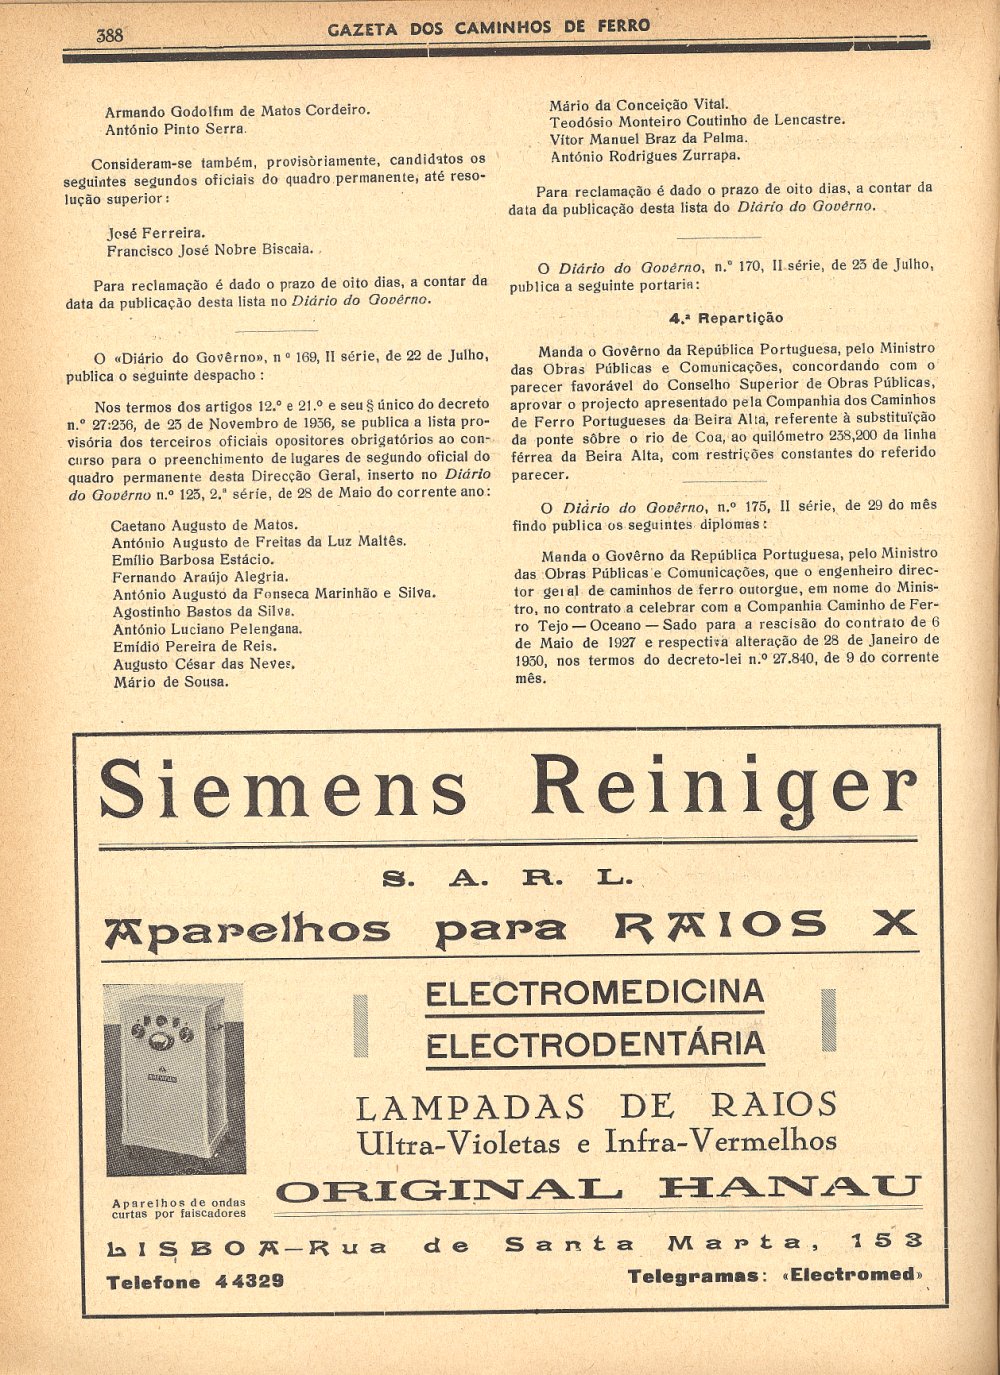 388
GAZETA DOS CAMINHOS DE FERRO
Armando Godolfim de Matos Cordeiro.
António Pinto Serra.
Consideram-se também, provisòriamente, candidatos os
seguintes segundos oficiais do quadro permanente, até reso-
lução superior:
José Ferreira.
Francisco José Nobre Biscaia.
Para reclamação é dado o prazo de oito dias, a contar da
data da publicação desta lista no Diário do Govêrno.
O «Diário do Govêrno», n.º 169, II série, de 22 de Julho,
publica o seguinte despacho:
Nos termos dos artigos 12.º e 21.º e seu § único do decreto
n.º 27:236, de 23 de Novembro de 1936, se publica a lista pro-
visória dos terceiros oficiais opositores obrigatórios ao con-
curso para o preenchimento de lugares de segundo oficial do
quadro permanente desta Direcção Geral, inserto no Diário
do Govêrno n.º 123, 2.ª série, de 28 de Maio do corrente ano:
Caetano Augusto de Matos.
António Augusto de Freitas da Luz Maltês.
Emílio Barbosa Estácio.
Fernando Araújo Alegria.
António Augusto da Fonseca Marinhão e Silva.
Agostinho Bastos da Silva.
António Luciano Pelengana.
Emídio Pereira de Reis.
Augusto César das Neves.
Mário de Sousa.
Mário da Conceição Vital.
Teodósio Monteiro Coutinho de Lencastre.
Vítor Manuel Braz da Palma.
António Rodrigues Zurrapa.
Para reclamação é dado o prazo de oito dias, a contar da
data da publicação desta lista do Diário do Govêrno.
O Diário do Govêrno, n.º 170, II série, de 23 de Julho,
publica a seguinte portaria:
4.ª Repartição
Manda o Govêrno da República Portuguesa, pelo Ministro
das Obras Públicas e Comunicações, concordando com o
parecer favorável do Conselho Superior de Obras Públicas,
aprovar o projecto apresentado pela Companhia dos Caminhos
de Ferro Portugueses da Beira Alta, referente à substituïção
da ponte sôbre o rio de Coa, ao quilómetro 238,200 da linha
férrea da Beira Alta, com restrições constantes do referido
parecer.
O Diário do Govêrno, n.º 175, II série, de 29 do mês
findo publica os seguintes diplomas:
Manda o Govêrno da República Portuguesa, pelo Ministro
das Obras Públicas e Comunicações, que o engenheiro direc-
tor geral de caminhos de ferro outorgue, em nome do Minis-
tro, no contrato a celebrar com a Companhia Caminho de Fer-
ro Tejo — Oceano — Sado para a rescisão do contrato de 6
de Maio de 1927 e respectiva alteração de 28 de Janeiro de
1930, nos termos do decreto-lei n.º 27.840, de 9 do corrente
mês.
Siemens Reiniger
S. A. R. L.
Aparelhos para RAIOS X
ELECTROMEDICINA
ELECTRODENTÁRIA
LAMPADAS DE RAIOS
Ultra-Violetas e Infra-Vermelhos
ORIGINAL HANAU
Aparelhos de ondas
curtas por faiscadores
LISBOA—Rua de Santa Marta, 153
Telefone 44329
Telegramas: «Electromed»